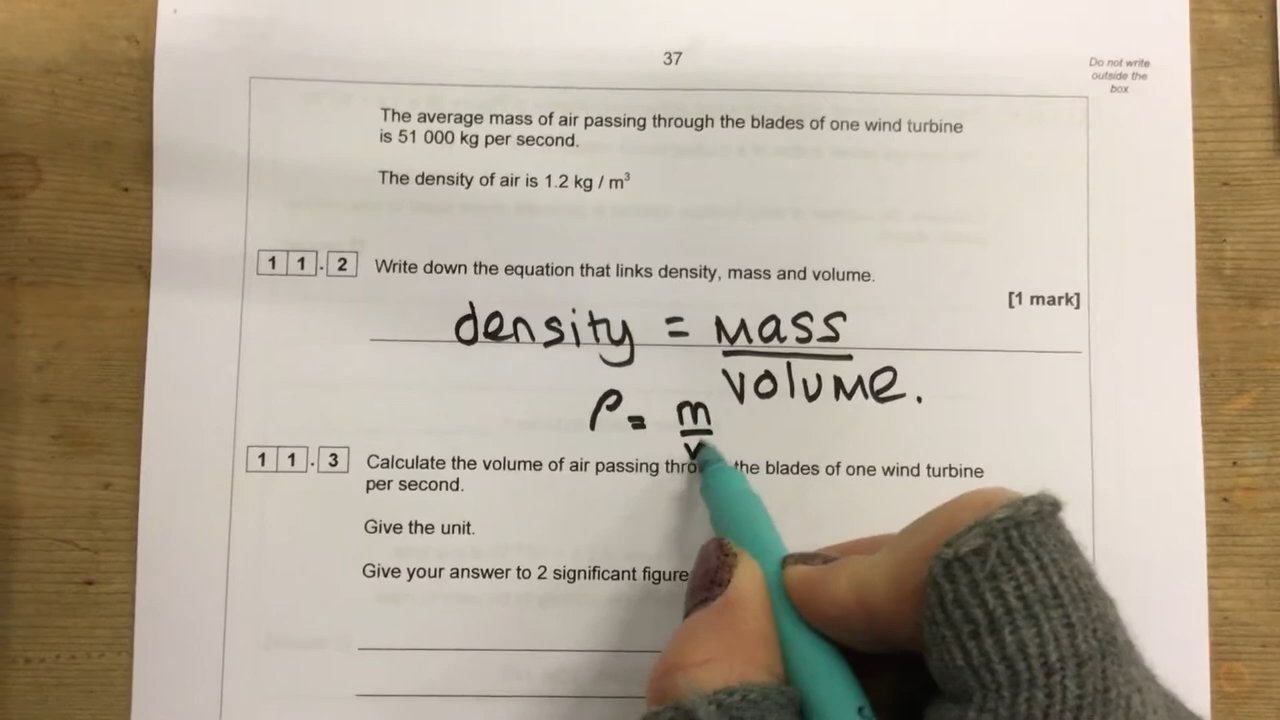 37
Do not write
outside the
box
The average mass of air passing through the blades of one wind turbine
is 51 000 kg per second.
The density of air is 1.2 kg / m³
1 1 . 2 Write down the equation that links density, mass and volume.
[1 mark]
density = mass
volume.
ρ = m
v
1 1 . 3 Calculate the volume of air passing the blades of one wind turbine
per second.
Give the unit.
Give your answer to 2 significant figure